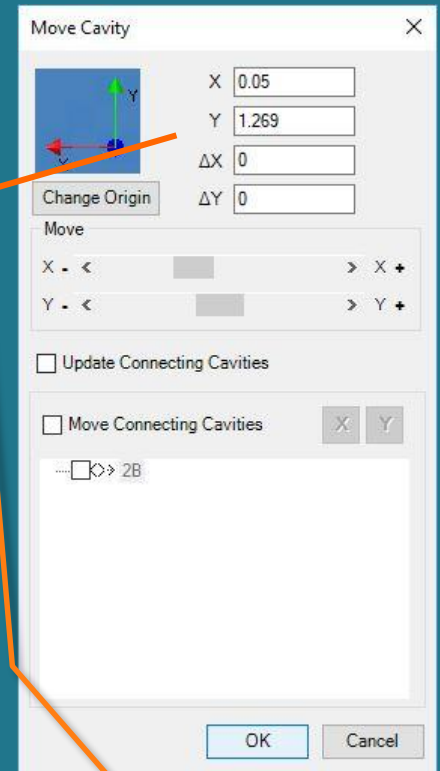 Move Cavity
X 0.05
Y
Y 1.269
X
ΔX 0
Change Origin
ΔY 0
Move
X - < > X +
Y - < > Y +
Update Connecting Cavities
Move Connecting Cavities X Y
2B
OK Cancel